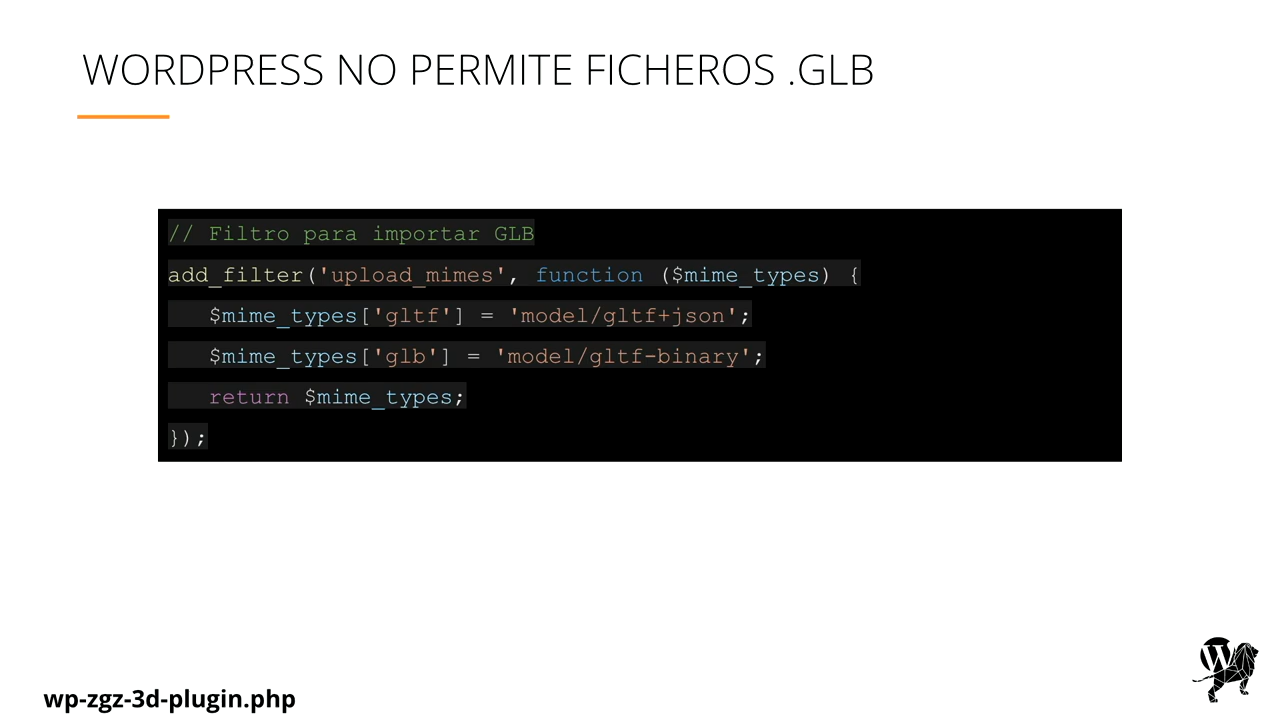 WORDPRESS NO PERMITE FICHEROS .GLB
// Filtro para importar GLB
add_filter('upload_mimes', function ($mime_types) {
$mime_types['gltf'] = 'model/gltf+json';
$mime_types['glb'] = 'model/gltf-binary';
return $mime_types;
});
wp-zgz-3d-plugin.php